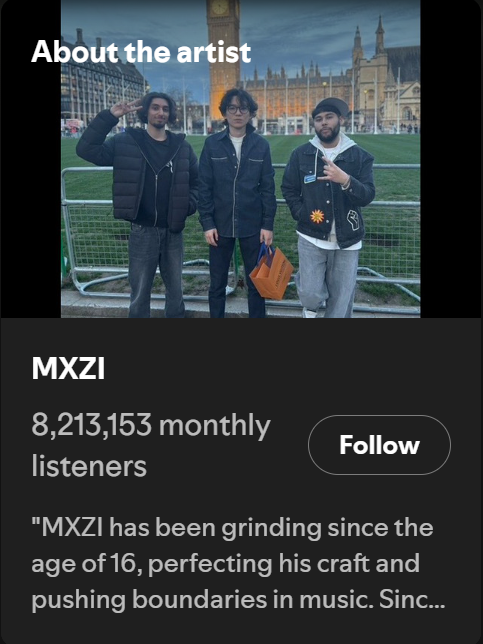 About the artist
MXZI
8,213,153 monthly
listeners
Follow
"MXZI has been grinding since the
age of 16, perfecting his craft and
pushing boundaries in music. Sinc...